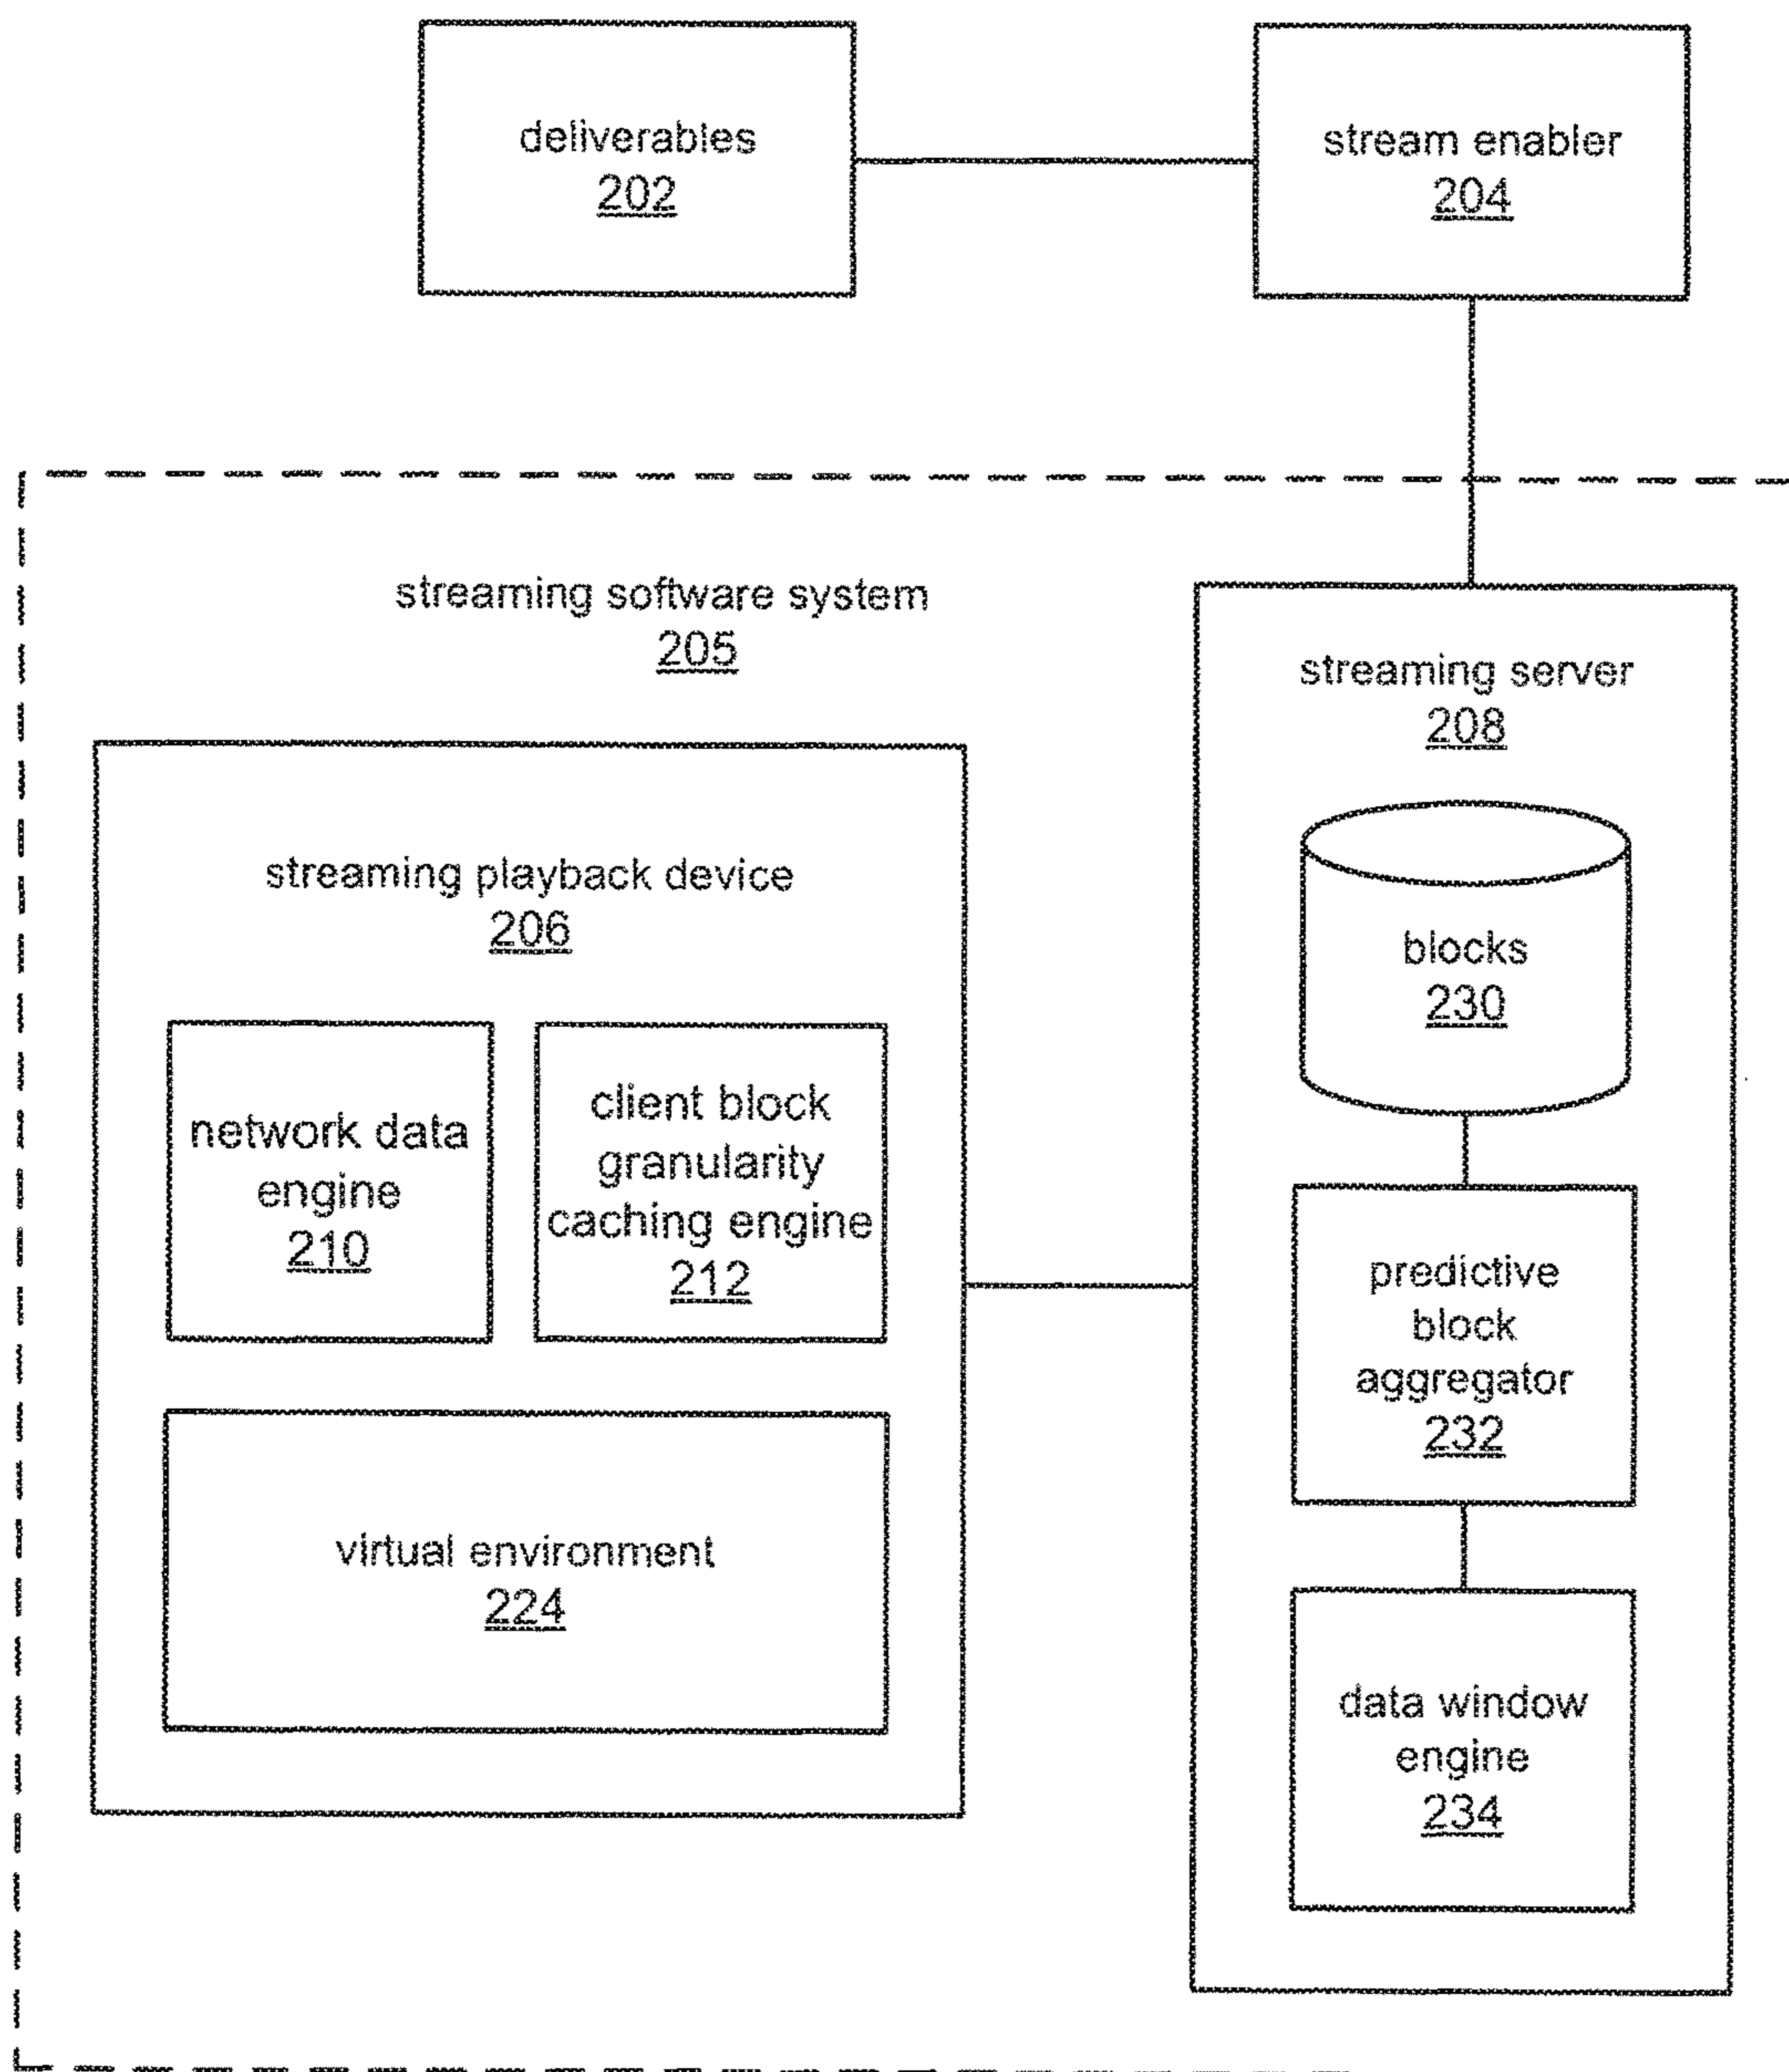 deliverables
202
stream enabler
204
streaming software system
205
streaming server
208
streaming playback device
206
blocks
230
network data
engine
210
client block
granularity
caching engine
212
predictive
block
aggregator
232
virtual environment
224
data window
engine
234